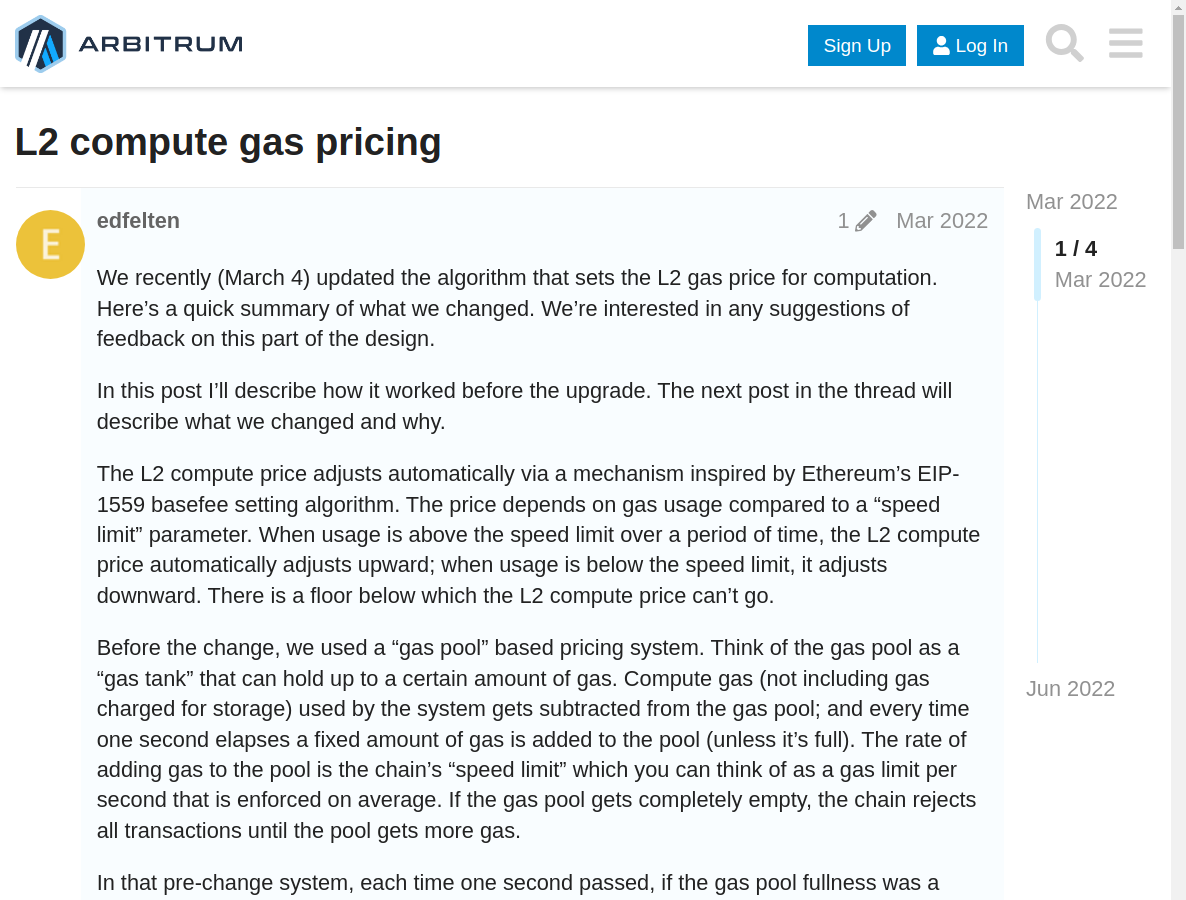 ARBITRUM
Sign Up
Log In
L2 compute gas pricing
E
edfelten
1
Mar 2022
We recently (March 4) updated the algorithm that sets the L2 gas price for computation.
Here’s a quick summary of what we changed. We’re interested in any suggestions of
feedback on this part of the design.
In this post I’ll describe how it worked before the upgrade. The next post in the thread will
describe what we changed and why.
The L2 compute price adjusts automatically via a mechanism inspired by Ethereum’s EIP-
1559 basefee setting algorithm. The price depends on gas usage compared to a “speed
limit” parameter. When usage is above the speed limit over a period of time, the L2 compute
price automatically adjusts upward; when usage is below the speed limit, it adjusts
downward. There is a floor below which the L2 compute price can’t go.
Before the change, we used a “gas pool” based pricing system. Think of the gas pool as a
“gas tank” that can hold up to a certain amount of gas. Compute gas (not including gas
charged for storage) used by the system gets subtracted from the gas pool; and every time
one second elapses a fixed amount of gas is added to the pool (unless it’s full). The rate of
adding gas to the pool is the chain’s “speed limit” which you can think of as a gas limit per
second that is enforced on average. If the gas pool gets completely empty, the chain rejects
all transactions until the pool gets more gas.
In that pre-change system, each time one second passed, if the gas pool fullness was a
Mar 2022
1 / 4
Mar 2022
Jun 2022